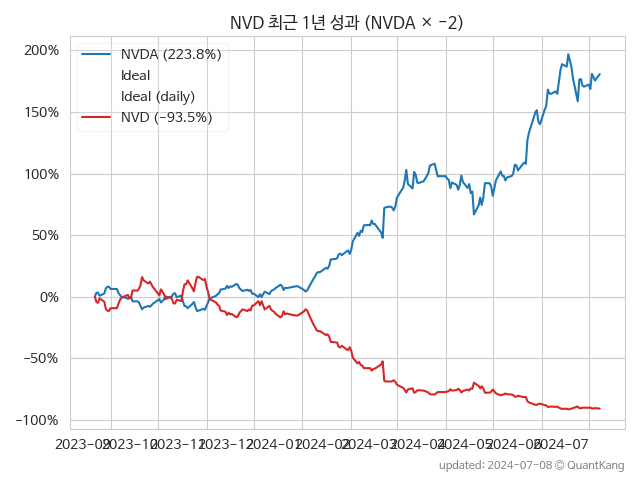 NVD 최근 1년 성과 (NVDA × −2)
NVDA (223.8%)
Ideal
Ideal (daily)
NVD (−93.5%)
200%
150%
100%
50%
0%
−50%
−100%
2023-09 2023-10 2023-11 2023-12 2024-01 2024-02 2024-03 2024-04 2024-05 2024-06 2024-07
updated: 2024-07-08 © QuantKang